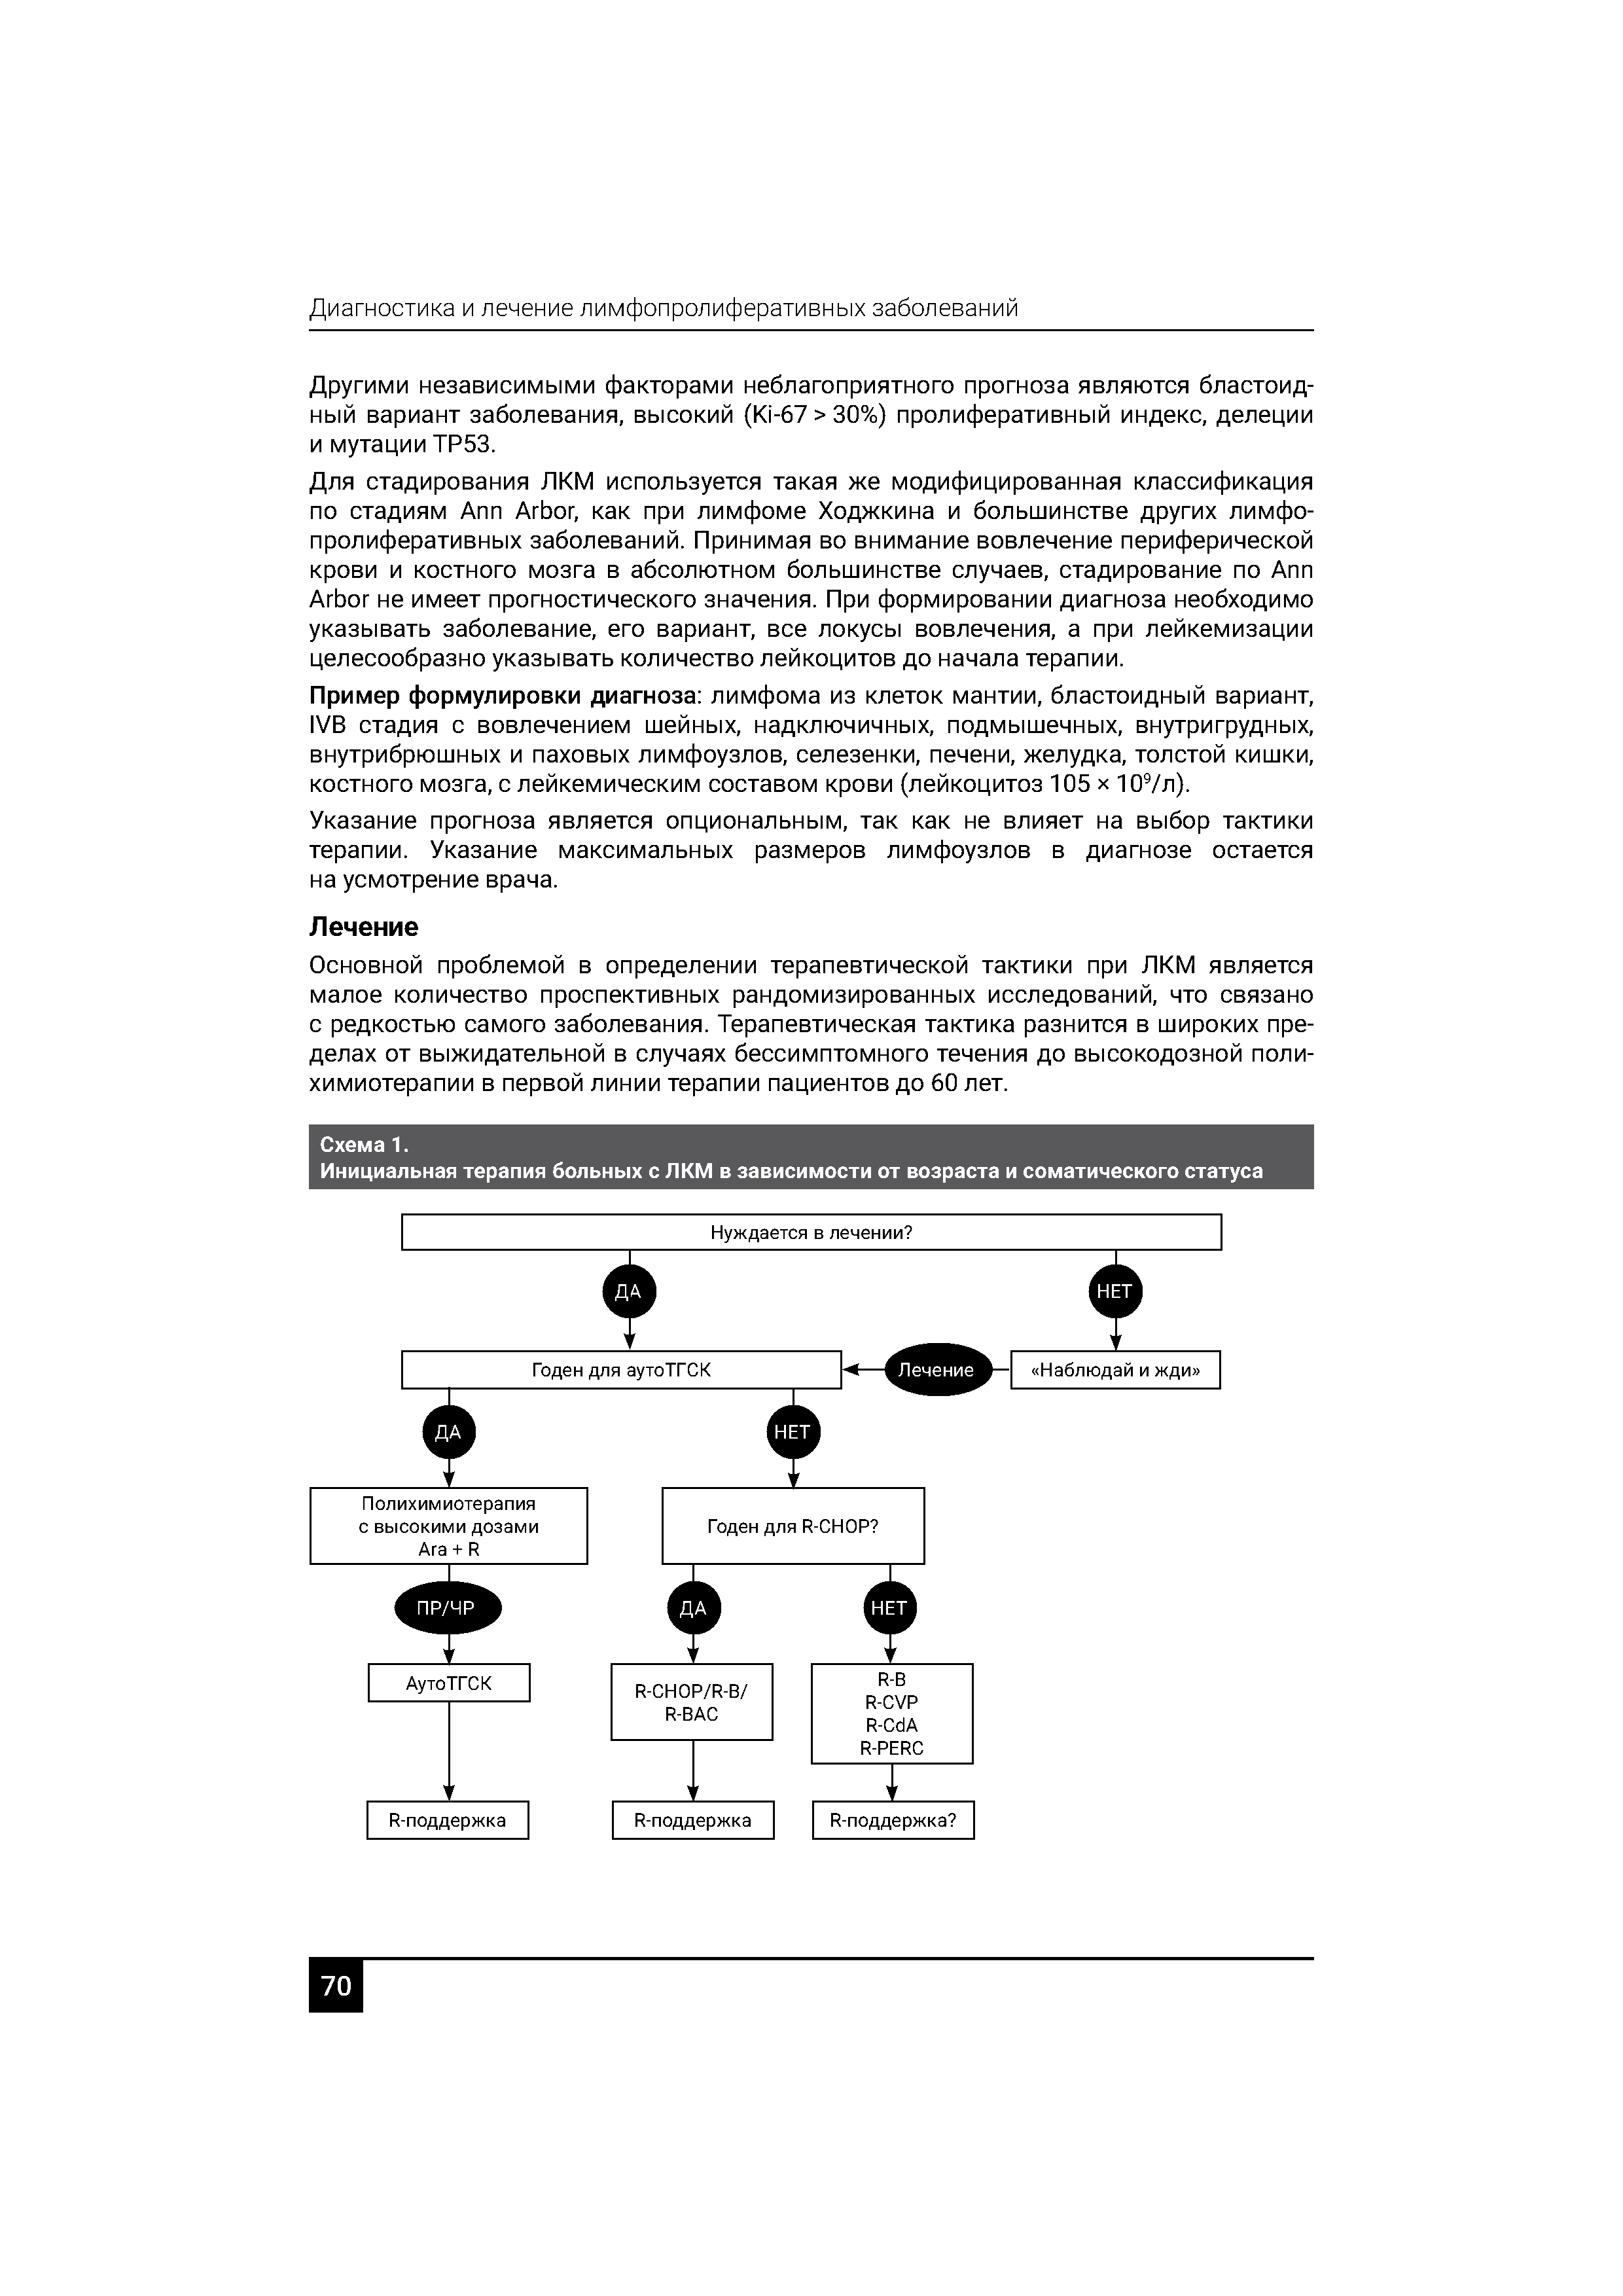 Диагностика и лечение лимфопролиферативных заболеваний
Другими независимыми факторами неблагоприятного прогноза являются бластоид-
ный вариант заболевания, высокий (Ki-67 > 30%) пролиферативный индекс, делеции
и мутации TP53.
Для стадирования ЛКМ используется такая же модифицированная классификация
по стадиям Ann Arbor, как при лимфоме Ходжкина и большинстве других лимфо-
пролиферативных заболеваний. Принимая во внимание вовлечение периферической
крови и костного мозга в абсолютном большинстве случаев, стадирование по Ann
Arbor не имеет прогностического значения. При формировании диагноза необходимо
указывать заболевание, его вариант, все локусы вовлечения, а при лейкемизации
целесообразно указывать количество лейкоцитов до начала терапии.
Пример формулировки диагноза: лимфома из клеток мантии, бластоидный вариант,
IVB стадия с вовлечением шейных, надключичных, подмышечных, внутригрудных,
внутрибрюшных и паховых лимфоузлов, селезенки, печени, желудка, толстой кишки,
костного мозга, с лейкемическим составом крови (лейкоцитоз 105 × 10⁹/л).
Указание прогноза является опциональным, так как не влияет на выбор тактики
терапии. Указание максимальных размеров лимфоузлов в диагнозе остается
на усмотрение врача.
Лечение
Основной проблемой в определении терапевтической тактики при ЛКМ является
малое количество проспективных рандомизированных исследований, что связано
с редкостью самого заболевания. Терапевтическая тактика разнится в широких пре-
делах от выжидательной в случаях бессимптомного течения до высокодозной поли-
химиотерапии в первой линии терапии пациентов до 60 лет.
Схема 1.
Инициальная терапия больных с ЛКМ в зависимости от возраста и соматического статуса
Нуждается в лечении?
ДА
НЕТ
Годен для аутоТГСК
Лечение
«Наблюдай и жди»
ДА
НЕТ
Полихимиотерапия
с высокими дозами
Ara + R
Годен для R-CHOP?
ПР/ЧР
ДА
НЕТ
АутоТГСК
R-CHOP/R-B/
R-BAC
R-B
R-CVP
R-CdA
R-PERC
R-поддержка
R-поддержка
R-поддержка?
70